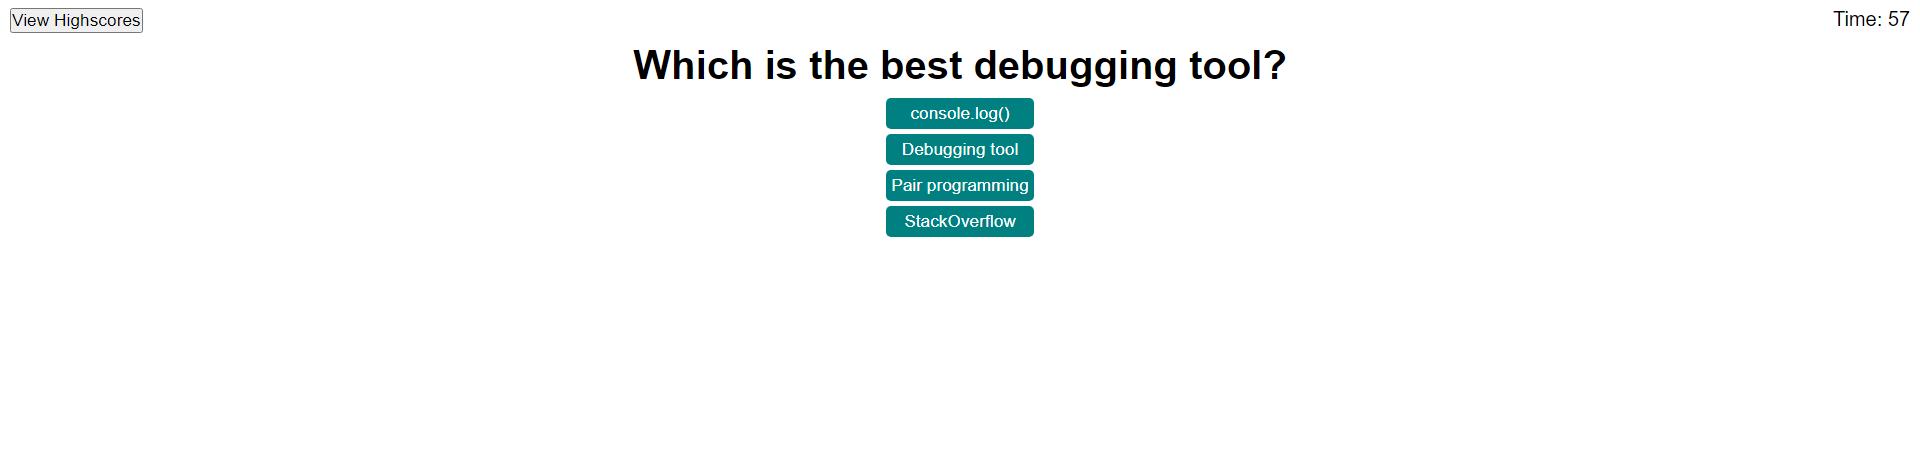 View Highscores
Time: 57
Which is the best debugging tool?
console.log()
Debugging tool
Pair programming
StackOverflow